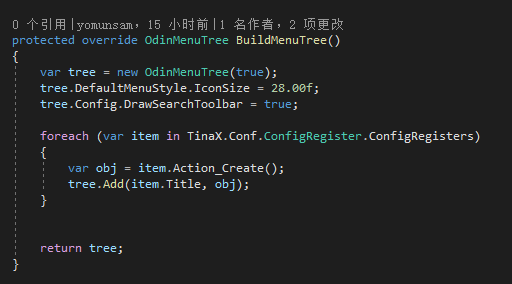 0 个引用|yomunsam，15 小时前|1 名作者，2 项更改
protected override OdinMenuTree BuildMenuTree()
{
    var tree = new OdinMenuTree(true);
    tree.DefaultMenuStyle.IconSize = 28.00f;
    tree.Config.DrawSearchToolbar = true;

    foreach (var item in TinaX.Conf.ConfigRegister.ConfigRegisters)
    {
        var obj = item.Action_Create();
        tree.Add(item.Title, obj);
    }

    return tree;
}